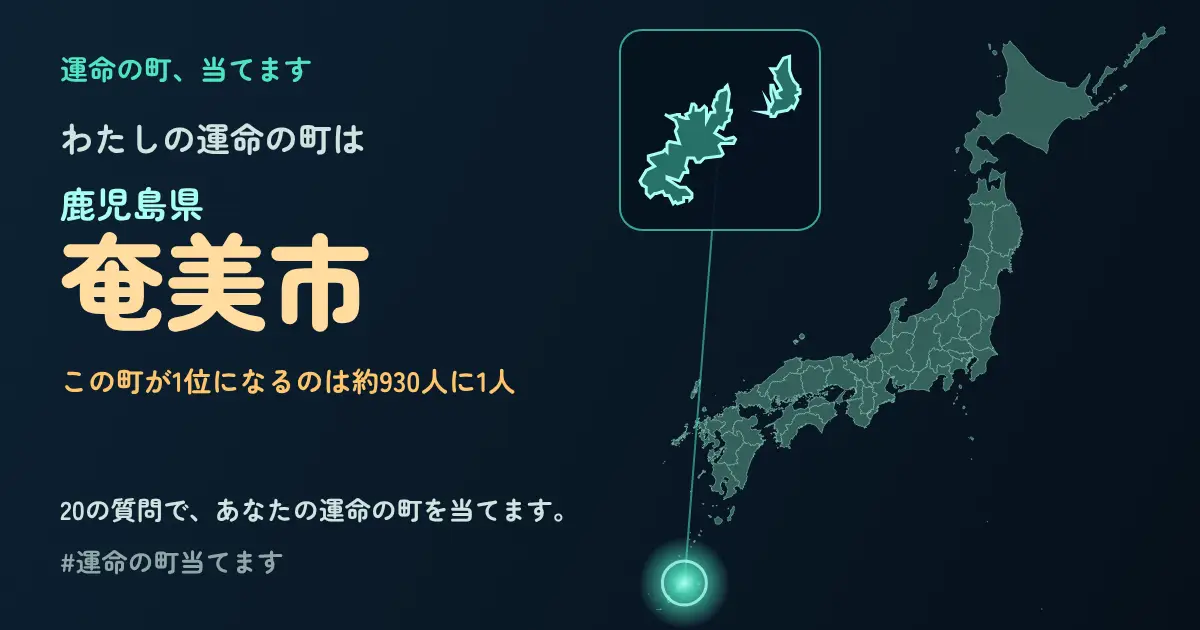 運命の町、当てます
わたしの運命の町は
鹿児島県
奄美市
この町が1位になるのは約930人に1人
20の質問で、あなたの運命の町を当てます。
#運命の町当てます